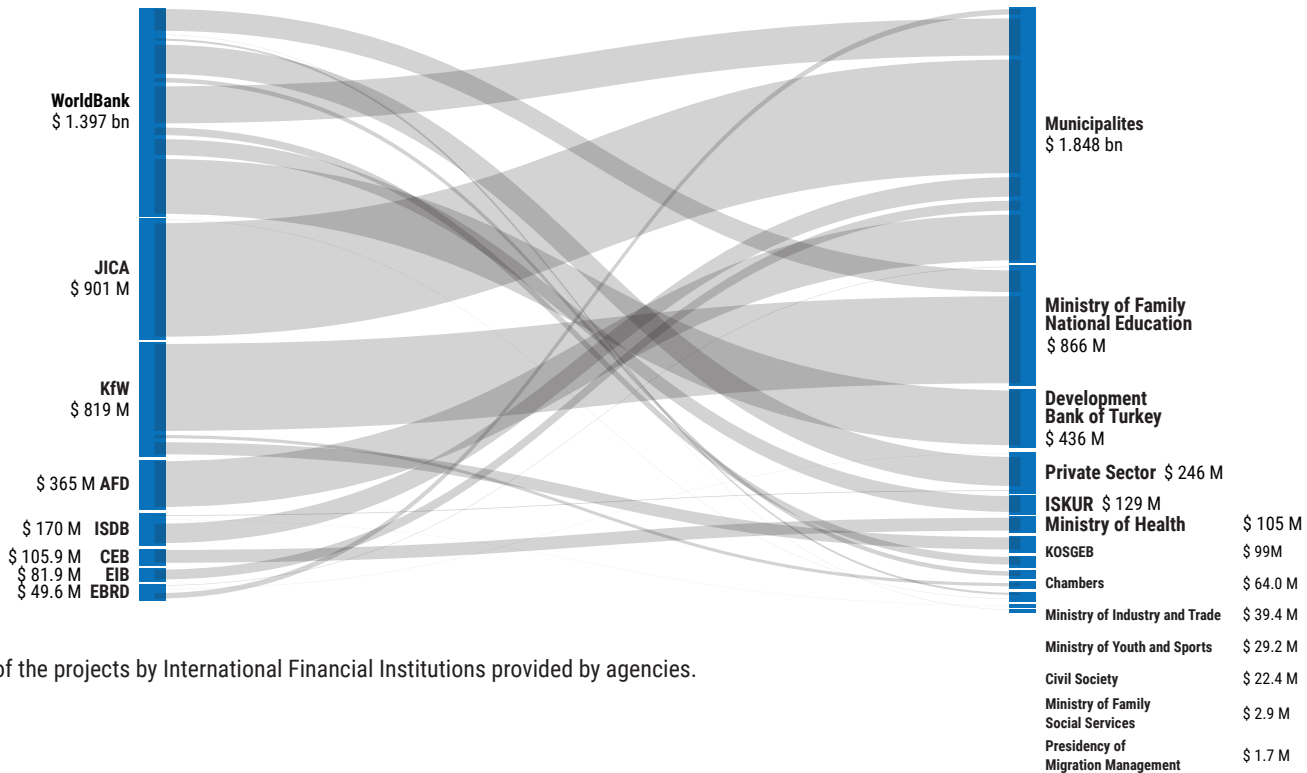 WorldBank
$ 1.397 bn
JICA
$ 901 M
KfW
$ 819 M
$ 365 M AFD
$ 170 M ISDB
$ 105.9 M CEB
$ 81.9 M EIB
$ 49.6 M EBRD
Municipalites
$ 1.848 bn
Ministry of Family
National Education
$ 866 M
Development
Bank of Turkey
$ 436 M
Private Sector $ 246 M
ISKUR $ 129 M
Ministry of Health $ 105 M
KOSGEB $ 99M
Chambers $ 64.0 M
Ministry of Industry and Trade $ 39.4 M
Ministry of Youth and Sports $ 29.2 M
Civil Society $ 22.4 M
Ministry of Family
Social Services $ 2.9 M
Presidency of
Migration Management $ 1.7 M
of the projects by International Financial Institutions provided by agencies.